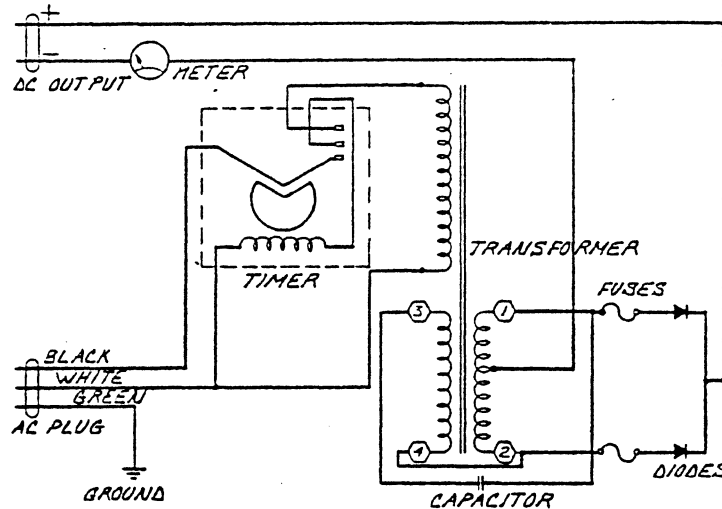 +
-
METER
DC OUTPUT
TRANSFORMER
TIMER
FUSES
3
1
BLACK
WHITE
GREEN
AC PLUG
4
2
DIODES
GROUND
CAPACITOR